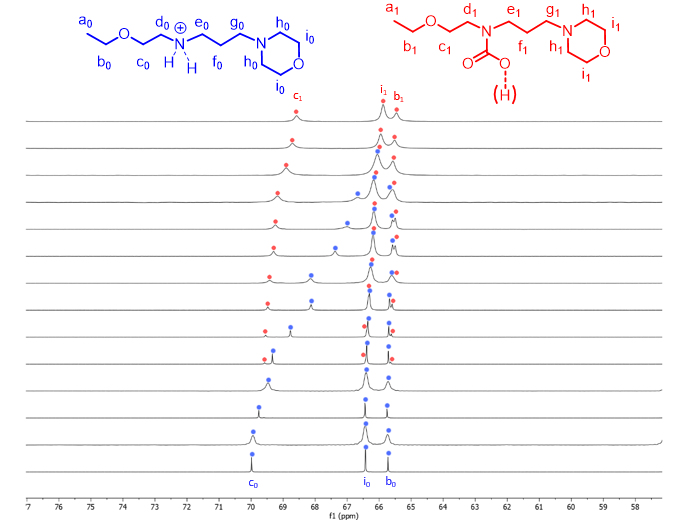 a₀ O d₀ ⊕ e₀ g₀ h₀ i₀
N N O
b₀ c₀ H H f₀ h₀ i₀
a₁ O d₁ e₁ g₁ h₁ i₁
N N O
b₁ c₁ f₁ h₁ i₁
O O
(H)
c₁ i₁ b₁
c₀ i₀ b₀
7 76 75 74 73 72 71 70 69 68 67 66 65 64 63 62 61 60 59 58
f1 (ppm)